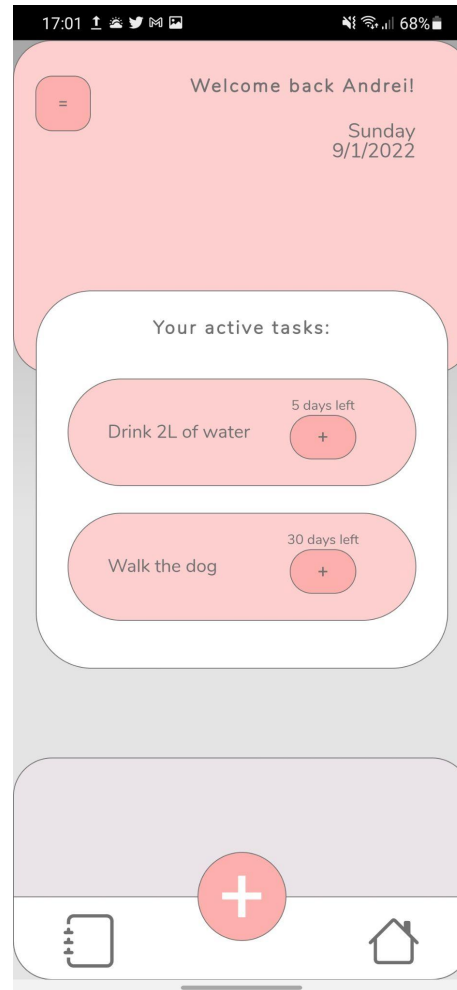 17:01
68%
=
Welcome back Andrei!
Sunday
9/1/2022
Your active tasks:
5 days left
Drink 2L of water
+
30 days left
Walk the dog
+
+